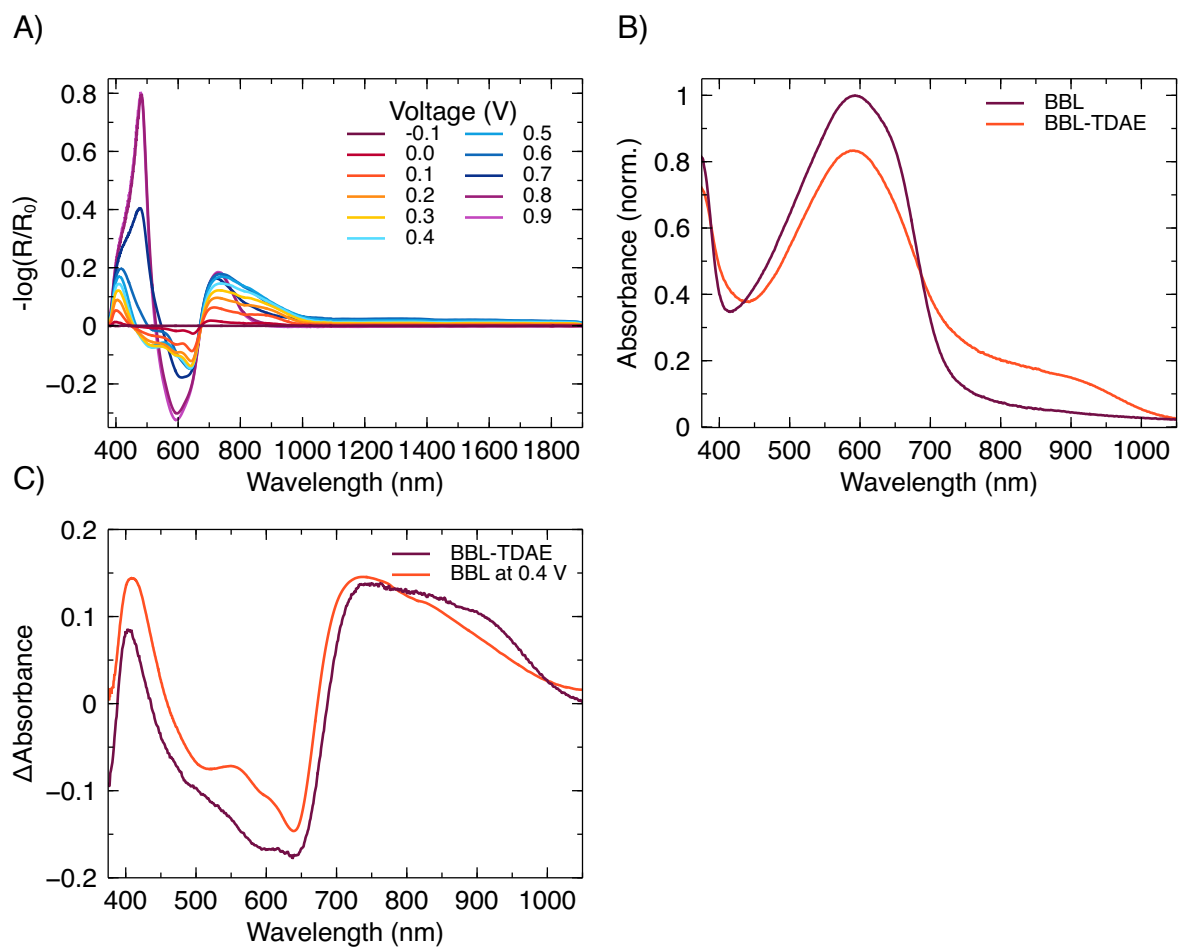 A)
Voltage (V)
-0.1
0.0
0.1
0.2
0.3
0.4
0.5
0.6
0.7
0.8
0.9
0.8
0.6
0.4
0.2
0
−0.2
-log(R/R₀)
400 600 800 1000 1200 1400 1600 1800
Wavelength (nm)
B)
BBL
BBL-TDAE
1
0.8
0.6
0.4
0.2
0
Absorbance (norm.)
400 500 600 700 800 900 1000
Wavelength (nm)
C)
BBL-TDAE
BBL at 0.4 V
0.2
0.1
0
−0.1
−0.2
ΔAbsorbance
400 500 600 700 800 900 1000
Wavelength (nm)